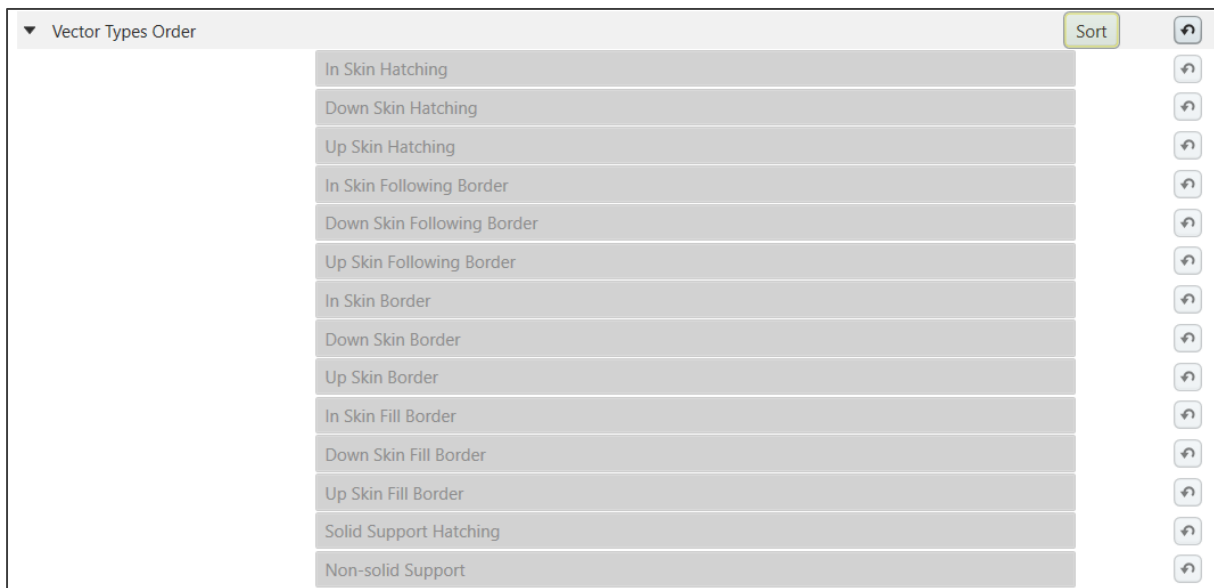 Vector Types Order Sort
In Skin Hatching
Down Skin Hatching
Up Skin Hatching
In Skin Following Border
Down Skin Following Border
Up Skin Following Border
In Skin Border
Down Skin Border
Up Skin Border
In Skin Fill Border
Down Skin Fill Border
Up Skin Fill Border
Solid Support Hatching
Non-solid Support